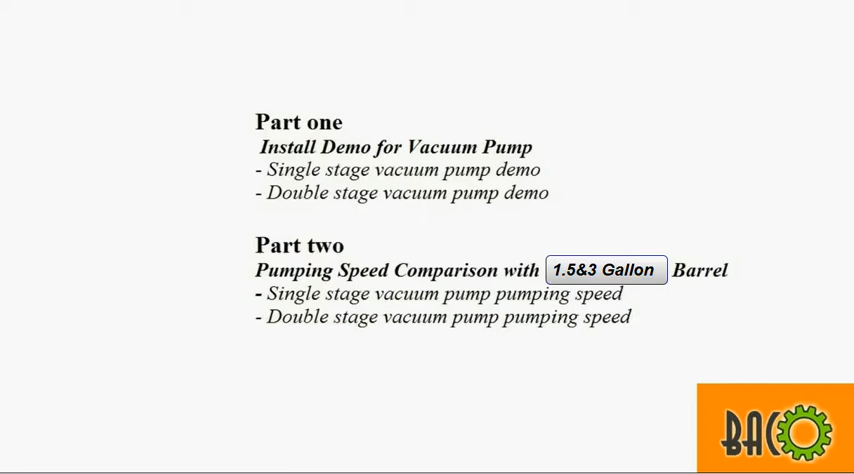 Part one
Install Demo for Vacuum Pump
- Single stage vacuum pump demo
- Double stage vacuum pump demo
Part two
Pumping Speed Comparison with 1.5&3 Gallon Barrel
- Single stage vacuum pump pumping speed
- Double stage vacuum pump pumping speed
BACO